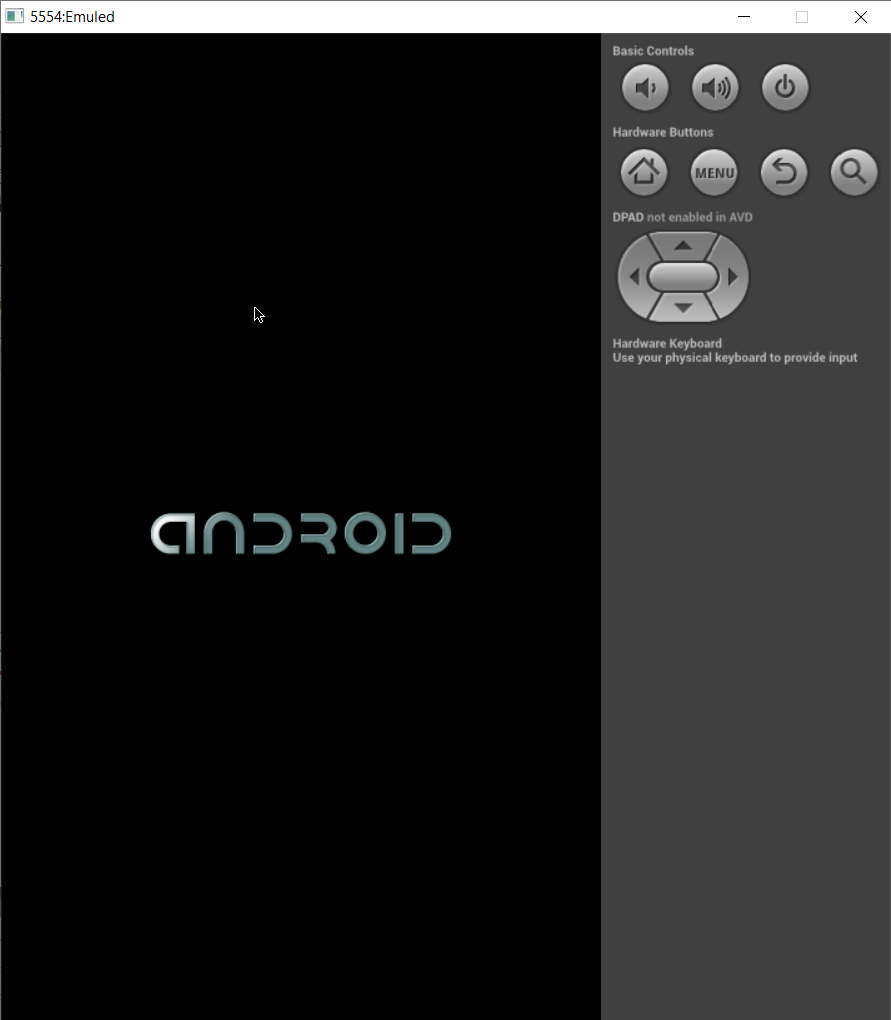 5554:Emuled
Basic Controls
Hardware Buttons
MENU
DPAD not enabled in AVD
Hardware Keyboard
Use your physical keyboard to provide input
ANDROID